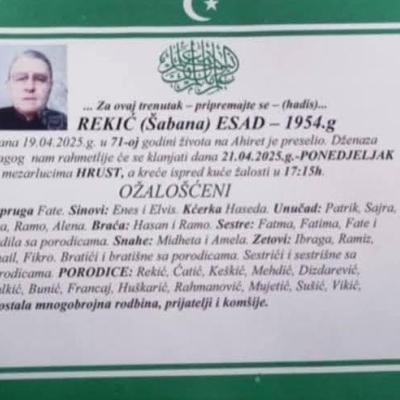 ... Za ovaj trenutak – pripremajte se – (hadis)...
REKIĆ (Šabana) ESAD – 1954.g
ana 19.04.2025.g. u 71-oj godini života na Ahiret je preselio. Dženaza
agog nam rahmetlije će se klanjati dana 21.04.2025.g.-PONEDJELJAK
mezarlucima HRUST, a kreće ispred kuće žalosti u 17:15h.
OŽALOŠĆENI
pruga Fate. Sinovi: Enes i Elvis. Kćerka Haseda. Unučad: Patrik, Sajra,
a, Ramo, Alena. Braća: Hasan i Ramo. Sestre: Fatma, Fatima, Fate i
dila sa porodicama. Snahe: Midheta i Amela. Zetovi: Ibraga, Ramiz,
ail, Fikro. Bratići i bratišne sa porodicama. Sestrići i sestrišne sa
rodicama. PORODICE: Rekić, Ćatić, Keškić, Mehdić, Dizdarević,
alkić, Bunić, Francaj, Huškarić, Rahmanović, Mujetić, Sušić, Vikić,
ostala mnogobrojna rodbina, prijatelji i komšije.